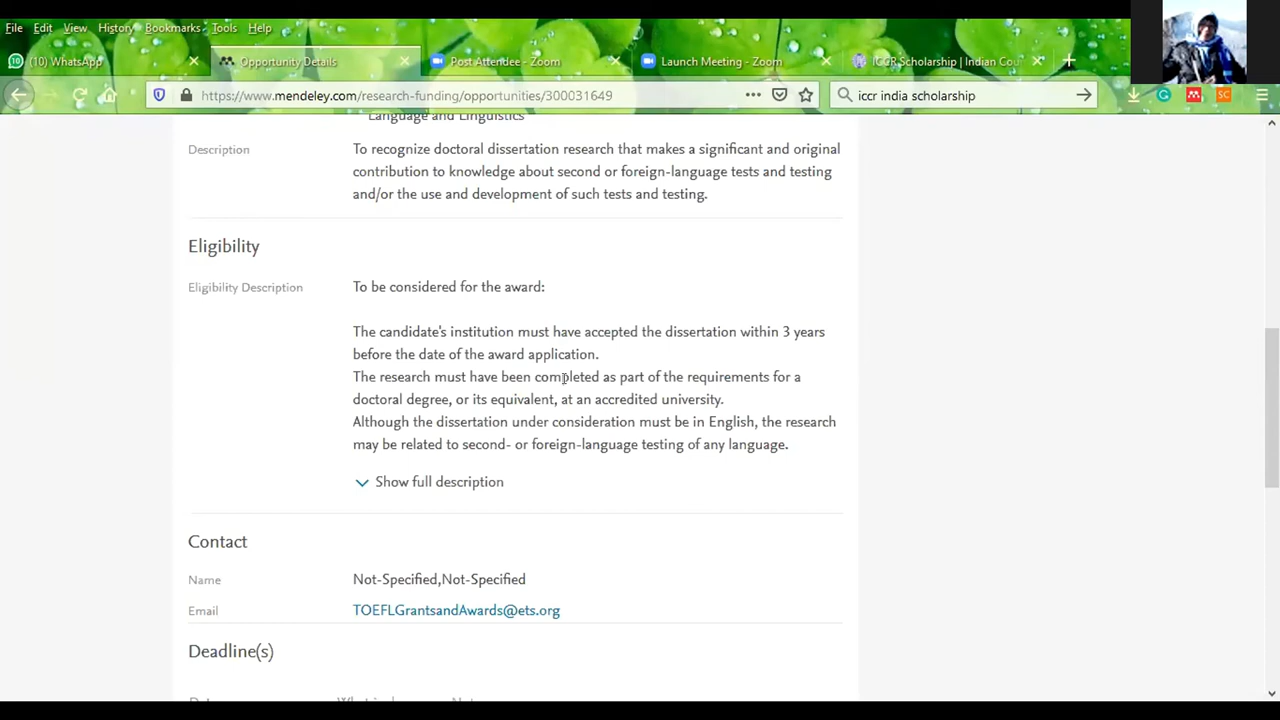 File Edit View History Bookmarks Tools Help
(10) WhatsApp
Opportunity Details
Post Attendee - Zoom
Launch Meeting - Zoom
ICCR Scholarship | Indian Cou
https://www.mendeley.com/research-funding/opportunities/300031649
iccr india scholarship
Language and Linguistics
Description
To recognize doctoral dissertation research that makes a significant and original
contribution to knowledge about second or foreign-language tests and testing
and/or the use and development of such tests and testing.
Eligibility
Eligibility Description
To be considered for the award:
The candidate's institution must have accepted the dissertation within 3 years
before the date of the award application.
The research must have been completed as part of the requirements for a
doctoral degree, or its equivalent, at an accredited university.
Although the dissertation under consideration must be in English, the research
may be related to second- or foreign-language testing of any language.
Show full description
Contact
Name
Not-Specified,Not-Specified
Email
TOEFLGrantsandAwards@ets.org
Deadline(s)